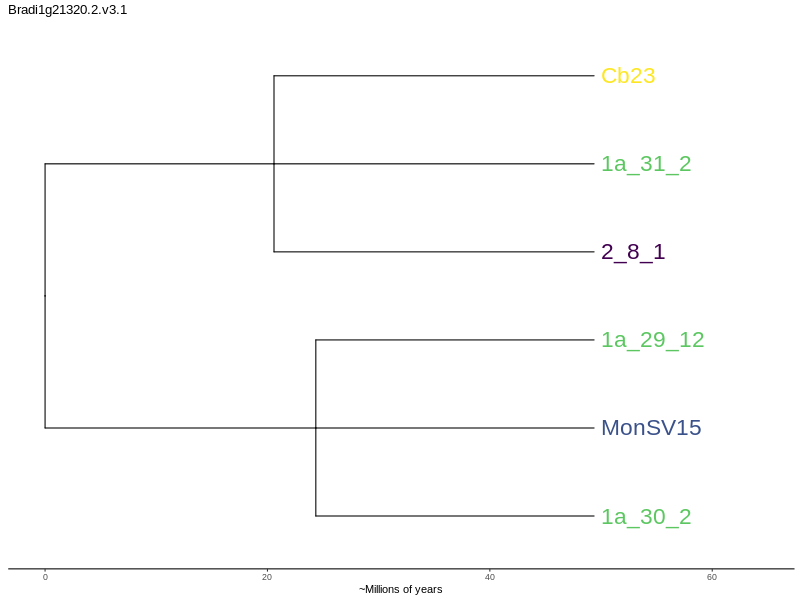 Bradi1g21320.2.v3.1
Cb23
1a_31_2
2_8_1
1a_29_12
MonSV15
1a_30_2
0 20 40 60
~Millions of years